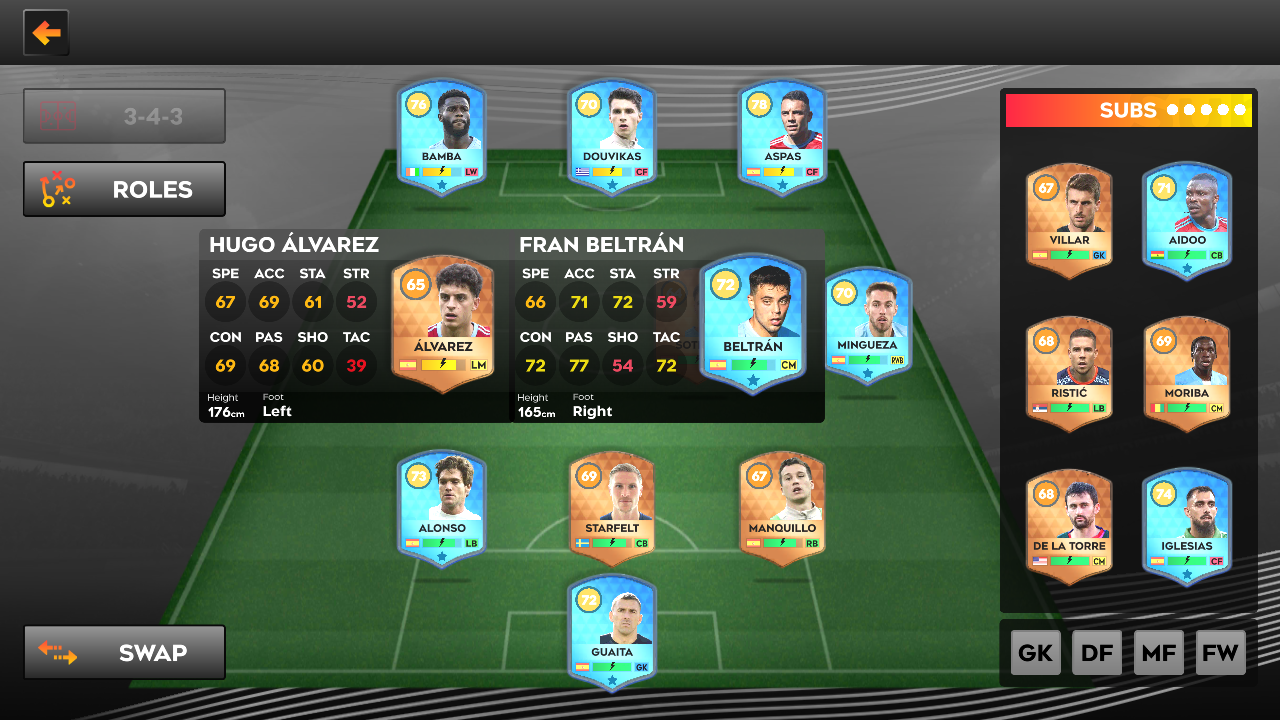 3-4-3
ROLES
76
BAMBA
LW
70
DOUVIKAS
CF
78
ASPAS
CF
SUBS
HUGO ÁLVAREZ
SPE ACC STA STR
67 69 61 52
CON PAS SHO TAC
69 68 60 39
Height Foot
176cm Left
65
ÁLVAREZ
LM
FRAN BELTRÁN
SPE ACC STA STR
66 71 72 59
CON PAS SHO TAC
72 77 54 72
Height Foot
165cm Right
72
BELTRÁN
CM
70
MINGUEZA
RWB
73
ALONSO
LB
69
STARFELT
CB
67
MANQUILLO
RB
72
GUAITA
GK
67
VILLAR
GK
71
AIDOO
CB
68
RISTIĆ
LB
69
MORIBA
CM
68
DE LA TORRE
CM
74
IGLESIAS
CF
SWAP
GK DF MF FW